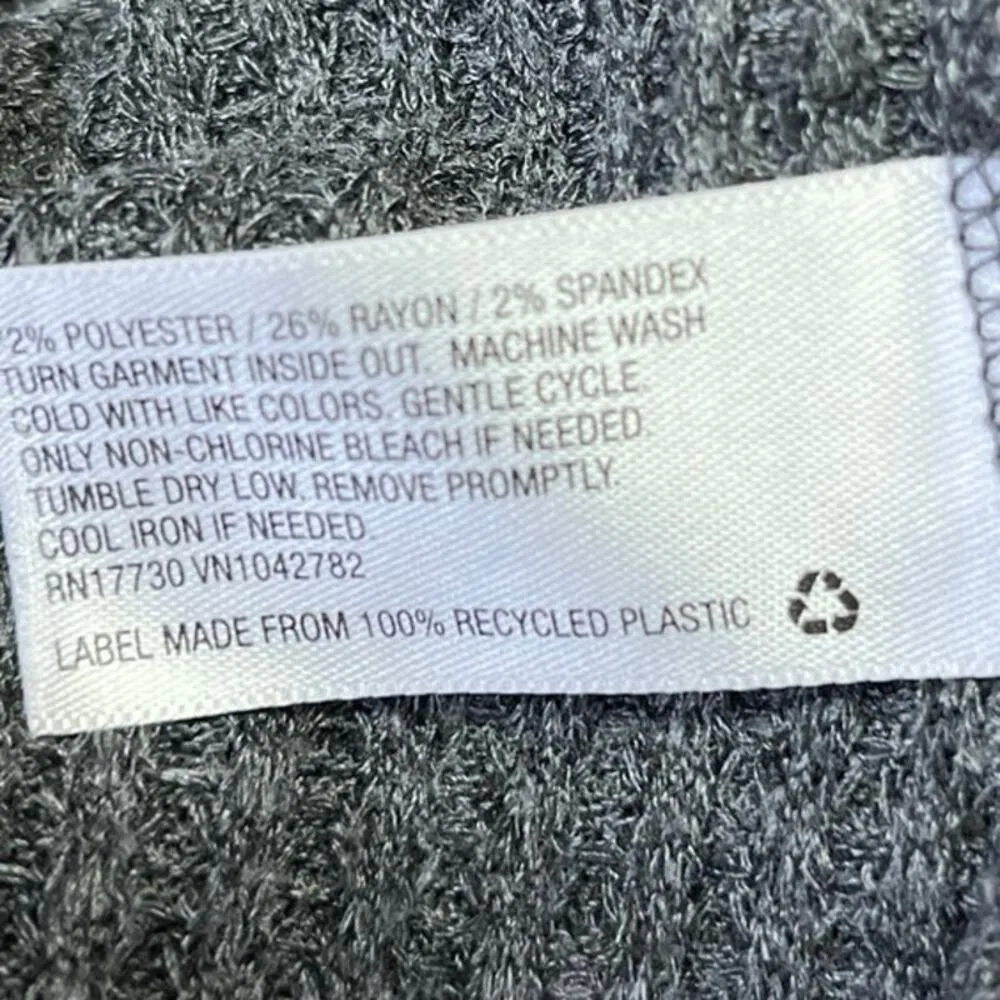 2% POLYESTER / 26% RAYON / 2% SPANDEX
TURN GARMENT INSIDE OUT. MACHINE WASH
COLD WITH LIKE COLORS. GENTLE CYCLE.
ONLY NON-CHLORINE BLEACH IF NEEDED.
TUMBLE DRY LOW. REMOVE PROMPTLY.
COOL IRON IF NEEDED
RN17730 VN1042782
LABEL MADE FROM 100% RECYCLED PLASTIC